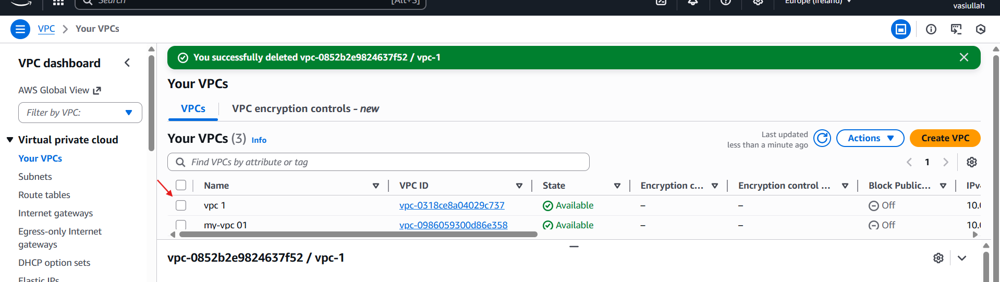 Search
[Alt+S]
Europe (Ireland)
vasiullah
VPC
Your VPCs
VPC dashboard
AWS Global View
Filter by VPC:
Virtual private cloud
Your VPCs
Subnets
Route tables
Internet gateways
Egress-only Internet
gateways
DHCP option sets
Elastic IPs
You successfully deleted vpc-0852b2e9824637f52 / vpc-1
Your VPCs
VPCs
VPC encryption controls - new
Your VPCs (3) Info
Last updated
less than a minute ago
Actions
Create VPC
Find VPCs by attribute or tag
1
Name VPC ID State Encryption c... Encryption control ... Block Public...
vpc 1 vpc-0318ce8a04029c737 Available – – Off
my-vpc 01 vpc-0986059300d86e358 Available – – Off
vpc-0852b2e9824637f52 / vpc-1